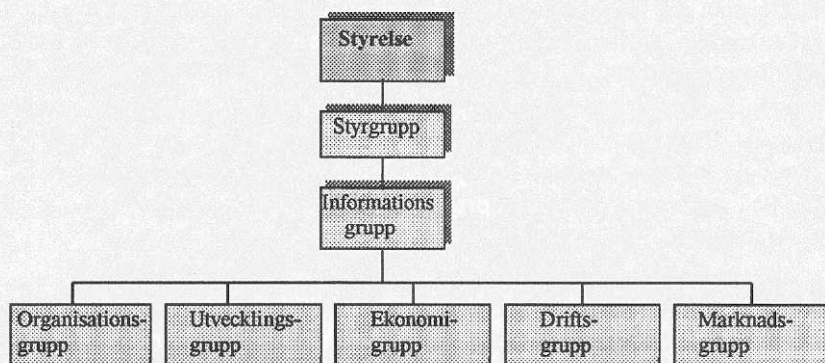 Styrelse
Styrgrupp
Informations
grupp
Organisations-
grupp
Utvecklings-
grupp
Ekonomi-
grupp
Drifts-
grupp
Marknads-
grupp